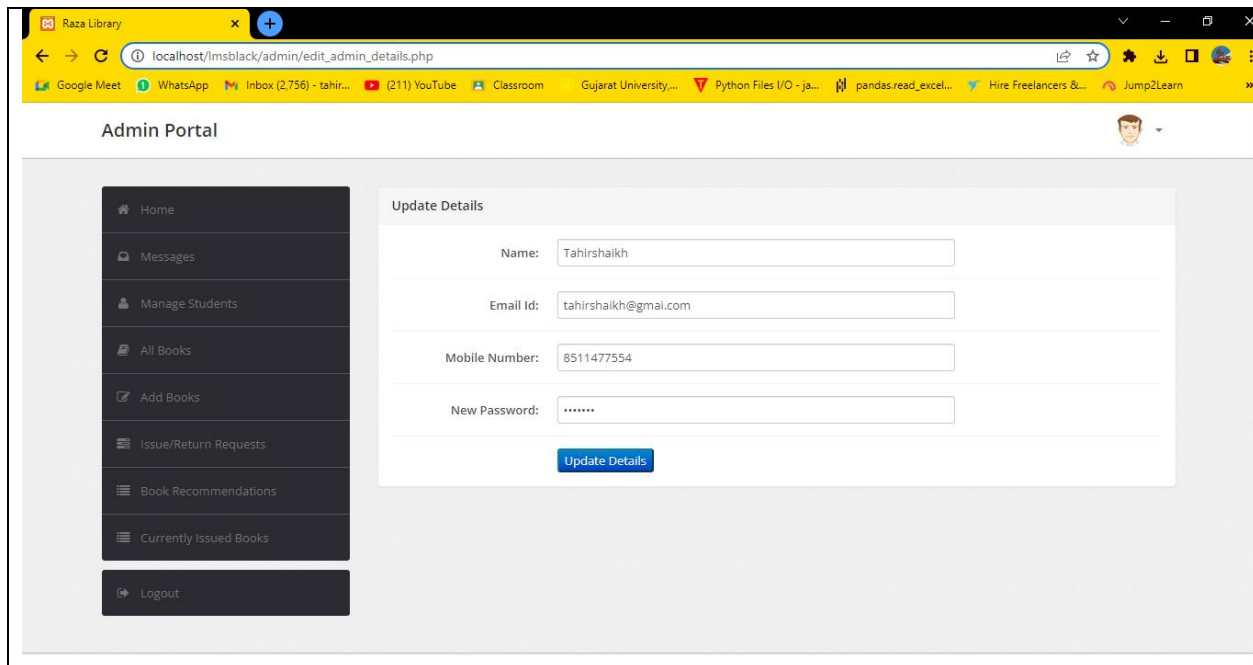 Raza Library
localhost/lmsblack/admin/edit_admin_details.php
Google Meet WhatsApp Inbox (2,756) - tahir... (211) YouTube Classroom Gujarat University,... Python Files I/O - ja... pandas.read_excel... Hire Freelancers &... Jump2Learn »
Admin Portal
Home
Messages
Manage Students
All Books
Add Books
Issue/Return Requests
Book Recommendations
Currently Issued Books
Logout
Update Details
Name: Tahirshaikh
Email Id: tahirshaikh@gmai.com
Mobile Number: 8511477554
New Password: •••••••
Update Details